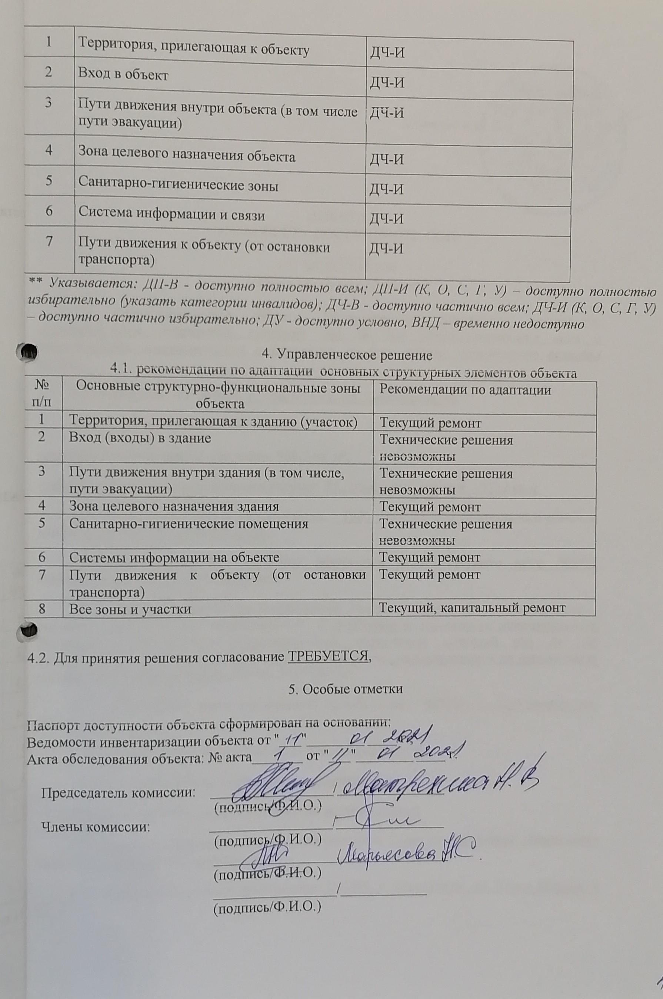 1 Территория, прилегающая к объекту ДЧ-И
2 Вход в объект ДЧ-И
3 Пути движения внутри объекта (в том числе ДЧ-И
пути эвакуации)
4 Зона целевого назначения объекта ДЧ-И
5 Санитарно-гигиенические зоны ДЧ-И
6 Система информации и связи ДЧ-И
7 Пути движения к объекту (от остановки ДЧ-И
транспорта)
** Указывается: ДП-В - доступно полностью всем; ДП-И (К, О, С, Г, У) – доступно полностью
избирательно (указать категории инвалидов); ДЧ-В - доступно частично всем; ДЧ-И (К, О, С, Г, У)
– доступно частично избирательно; ДУ - доступно условно, ВНД – временно недоступно
4. Управленческое решение
4.1. рекомендации по адаптации основных структурных элементов объекта
№ Основные структурно-функциональные зоны Рекомендации по адаптации
п/п объекта
1 Территория, прилегающая к зданию (участок) Текущий ремонт
2 Вход (входы) в здание Технические решения
невозможны
3 Пути движения внутри здания (в том числе, Технические решения
пути эвакуации) невозможны
4 Зона целевого назначения здания Текущий ремонт
5 Санитарно-гигиенические помещения Технические решения
невозможны
6 Системы информации на объекте Текущий ремонт
7 Пути движения к объекту (от остановки Текущий ремонт
транспорта)
8 Все зоны и участки Текущий, капитальный ремонт
4.2. Для принятия решения согласование ТРЕБУЕТСЯ,
5. Особые отметки
Паспорт доступности объекта сформирован на основании:
Ведомости инвентаризации объекта от "11" 01 2021
Акта обследования объекта: № акта 1 от "11" 01 2021 г.
Председатель комиссии: / Матрехина Н. В
(подпись/Ф.И.О.)
Члены комиссии: /
(подпись/Ф.И.О.)
Марьясова Н.С.
(подпись/Ф.И.О.)
/
(подпись/Ф.И.О.)